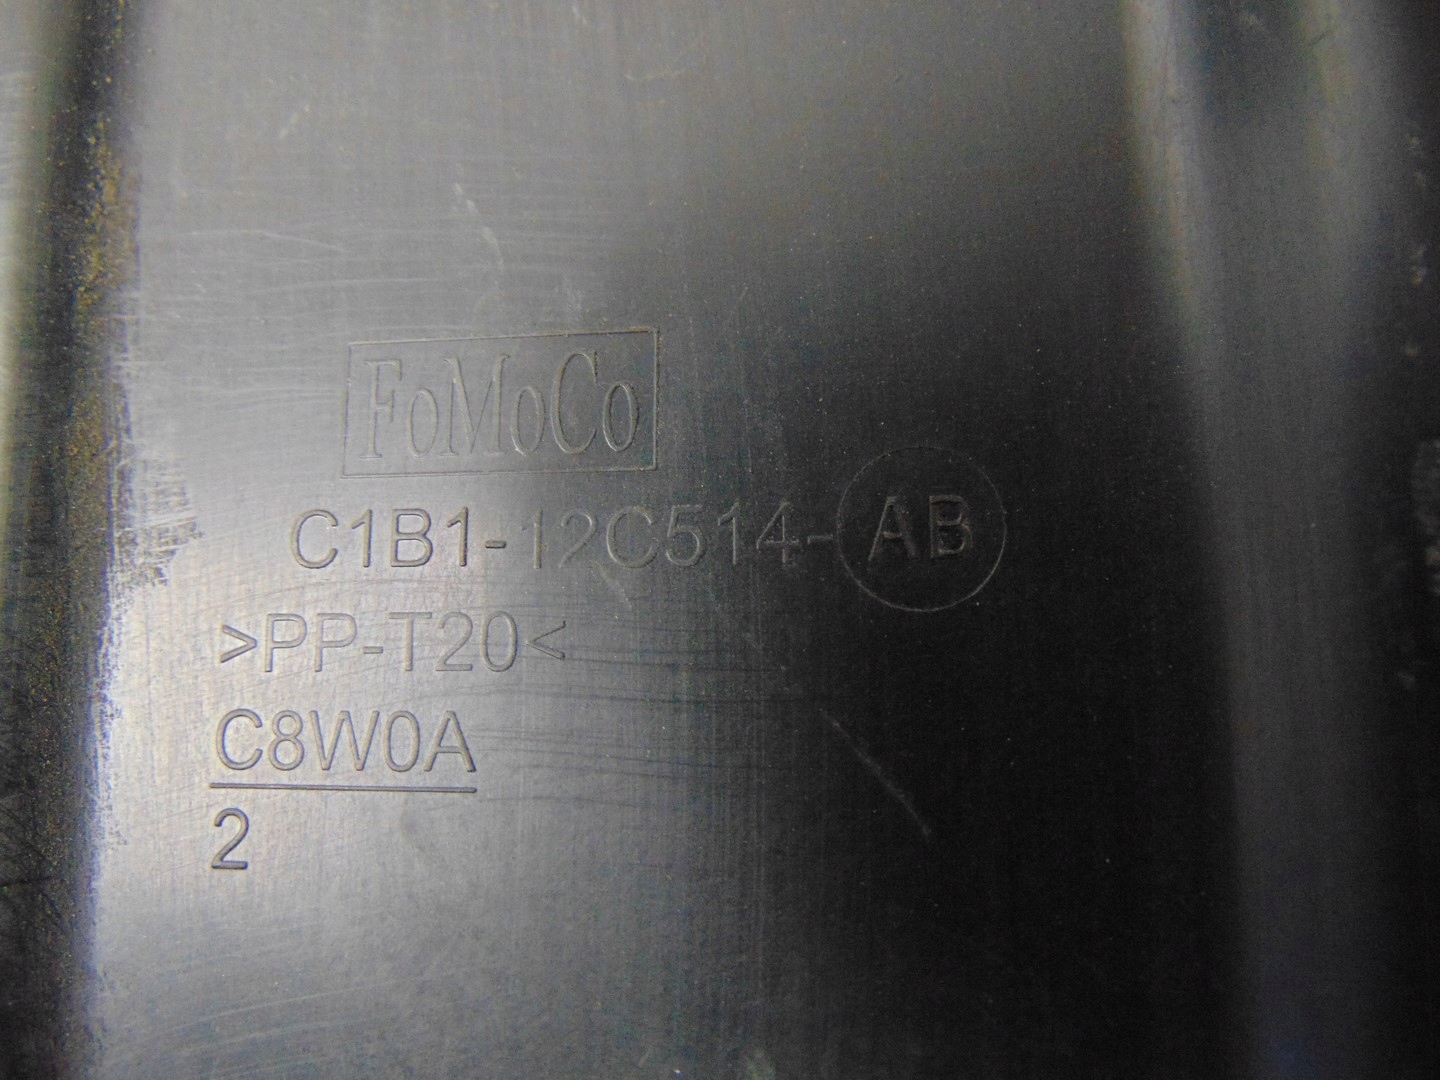 FoMoCo
C1B1-12C514-AB
>PP-T20<
C8W0A
2